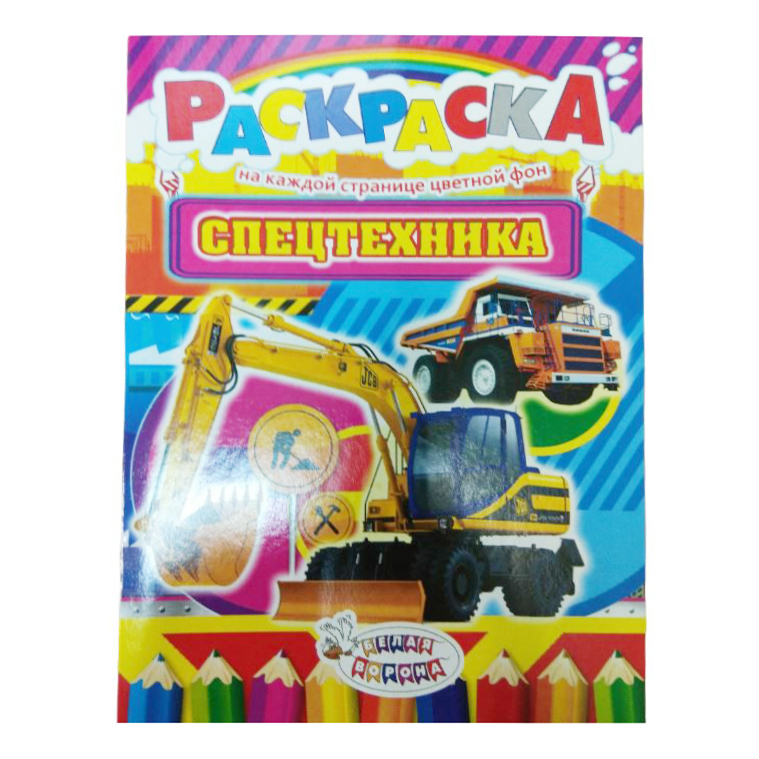 РАСКРАСКА
на каждой странице цветной фон
СПЕЦТЕХНИКА
JCB
БЕЛАЯ
ВОРОНА